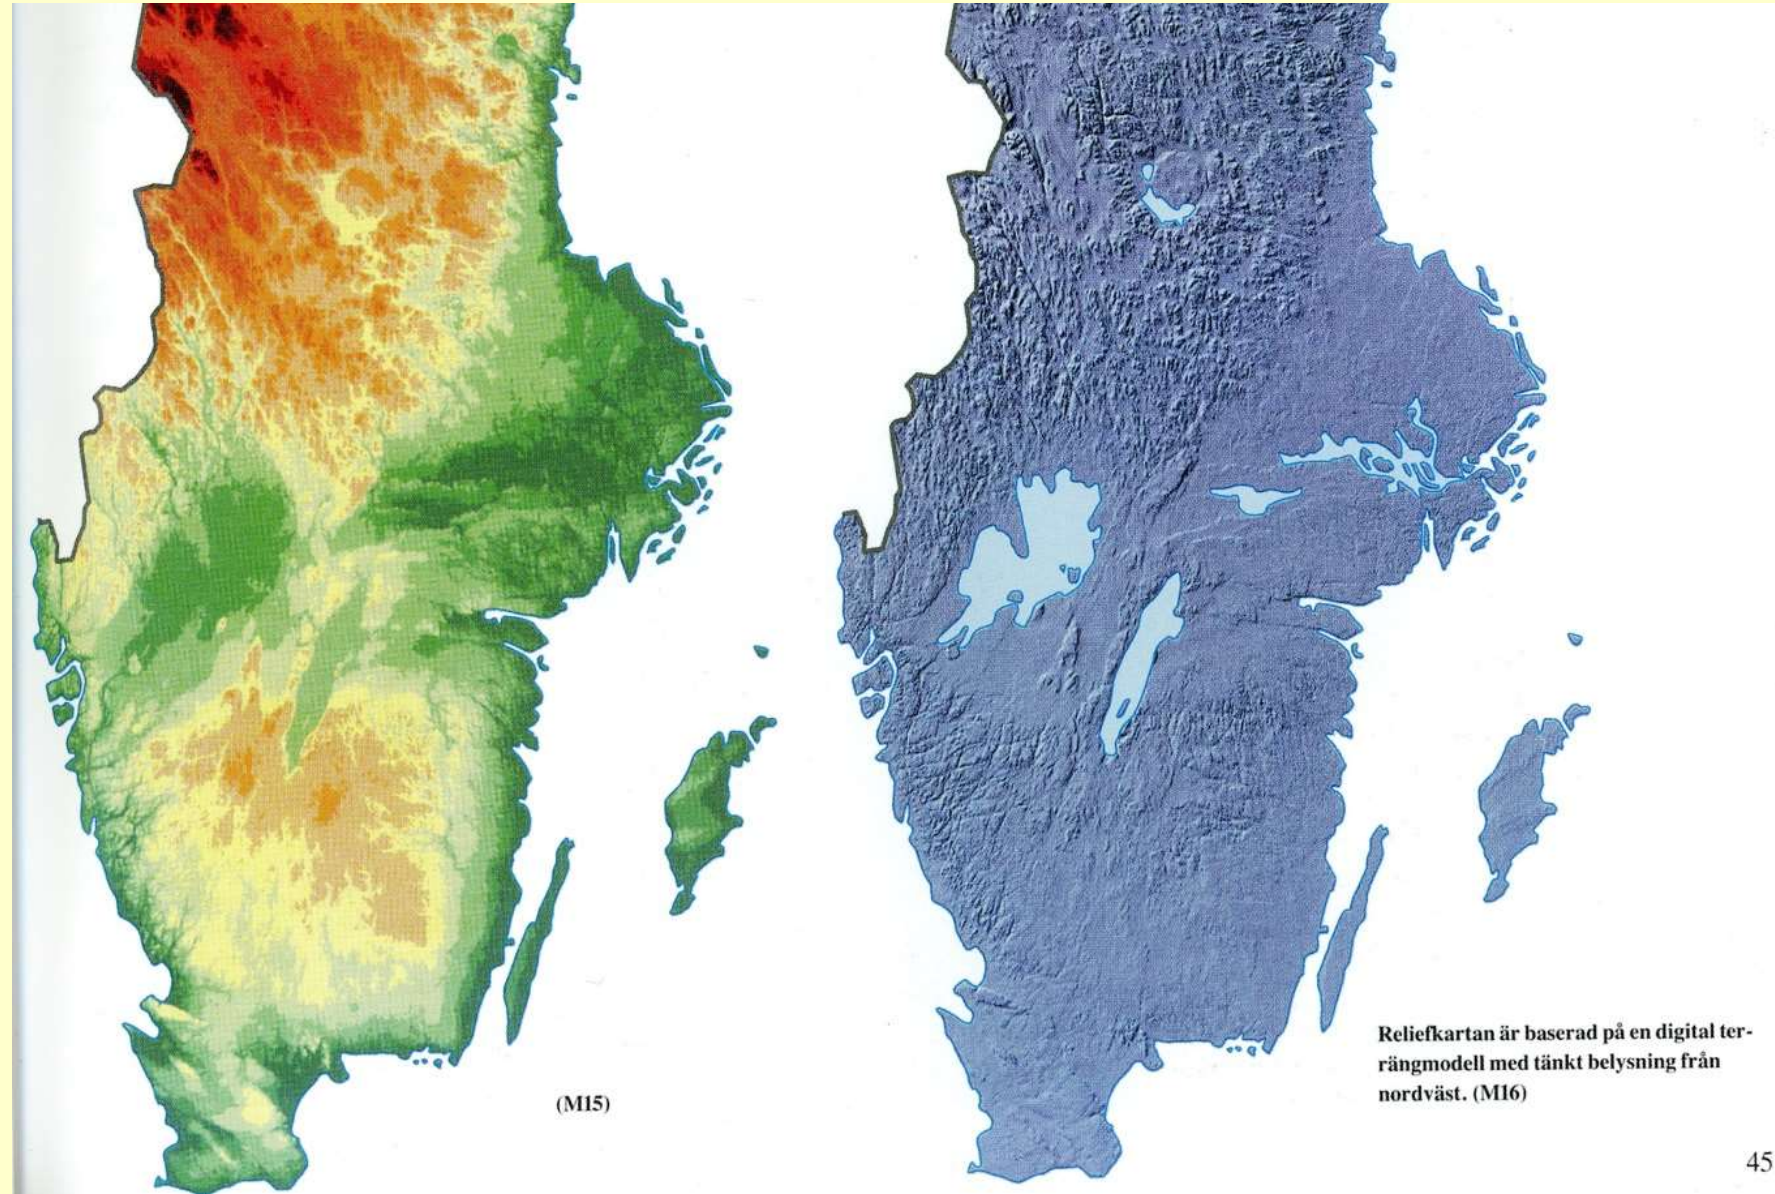 (M15)
Reliefkartan är baserad på en digital ter-
rängmodell med tänkt belysning från
nordväst. (M16)
45